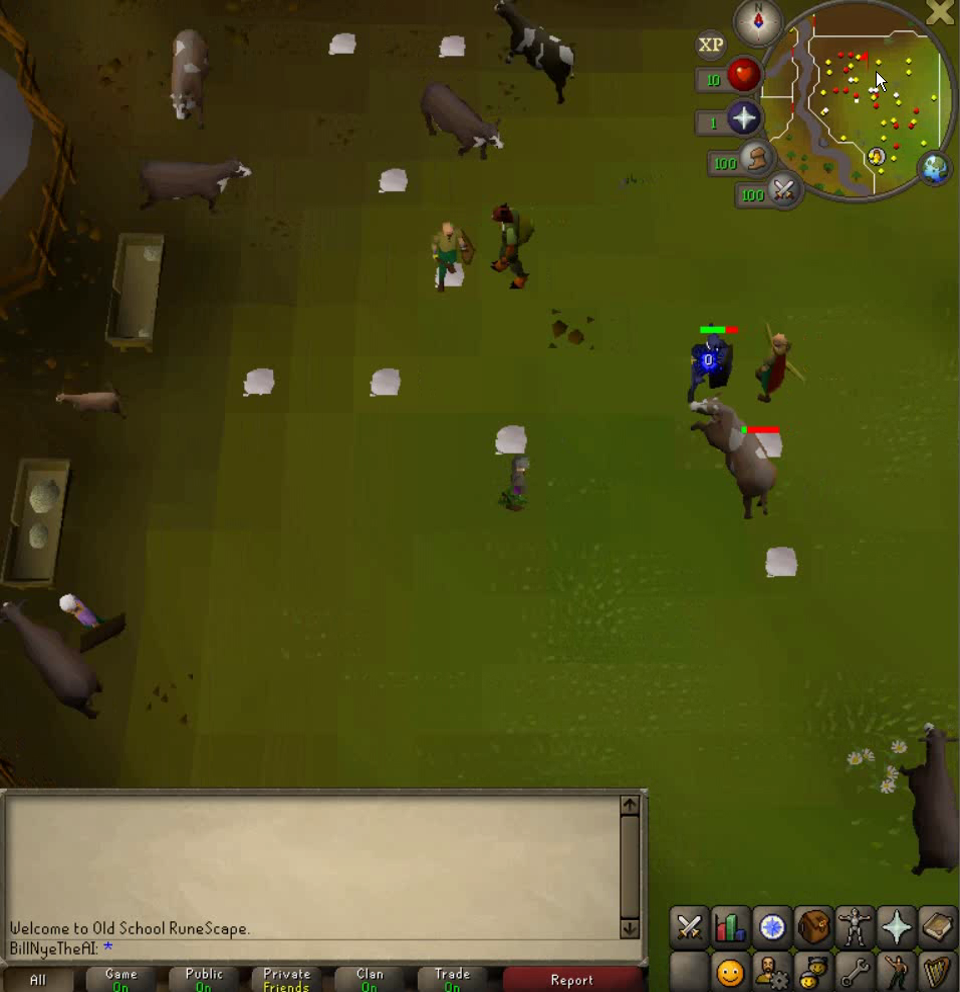 N
XP
10
1
100
100
0
Welcome to Old School RuneScape.
BillNyeTheAI: *
All
Game
On
Public
On
Private
Friends
Clan
On
Trade
On
Report